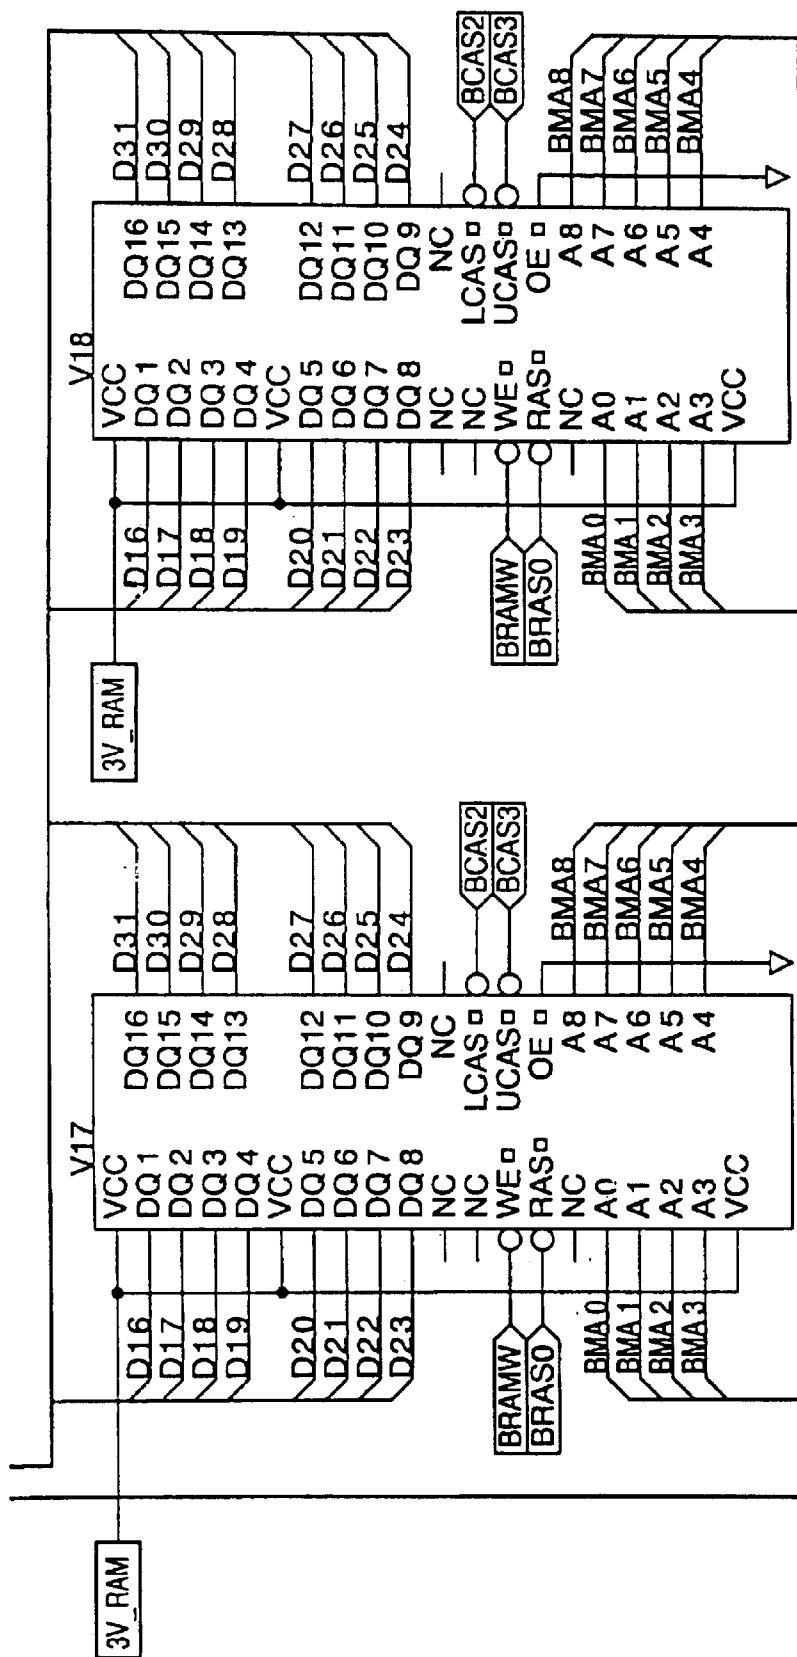 V18
VCC
DQ1
DQ2
DQ3
DQ4
VCC
DQ5
DQ6
DQ7
DQ8
NC
NC
WE
RAS
NC
A0
A1
A2
A3
VCC
DQ16
DQ15
DQ14
DQ13
DQ12
DQ11
DQ10
DQ9
NC
LCAS
UCAS
OE
A8
A7
A6
A5
A4
D31
D30
D29
D28
D27
D26
D25
D24
BCAS2
BCAS3
BMA8
BMA7
BMA6
BMA5
BMA4
D16
D17
D18
D19
D20
D21
D22
D23
BRAMW
BRAS0
BMA0
BMA1
BMA2
BMA3
3V_RAM
V17
VCC
DQ1
DQ2
DQ3
DQ4
VCC
DQ5
DQ6
DQ7
DQ8
NC
NC
WE
RAS
NC
A0
A1
A2
A3
VCC
DQ16
DQ15
DQ14
DQ13
DQ12
DQ11
DQ10
DQ9
NC
LCAS
UCAS
OE
A8
A7
A6
A5
A4
D31
D30
D29
D28
D27
D26
D25
D24
BCAS2
BCAS3
BMA8
BMA7
BMA6
BMA5
BMA4
D16
D17
D18
D19
D20
D21
D22
D23
BRAMW
BRAS0
BMA0
BMA1
BMA2
BMA3
3V_RAM